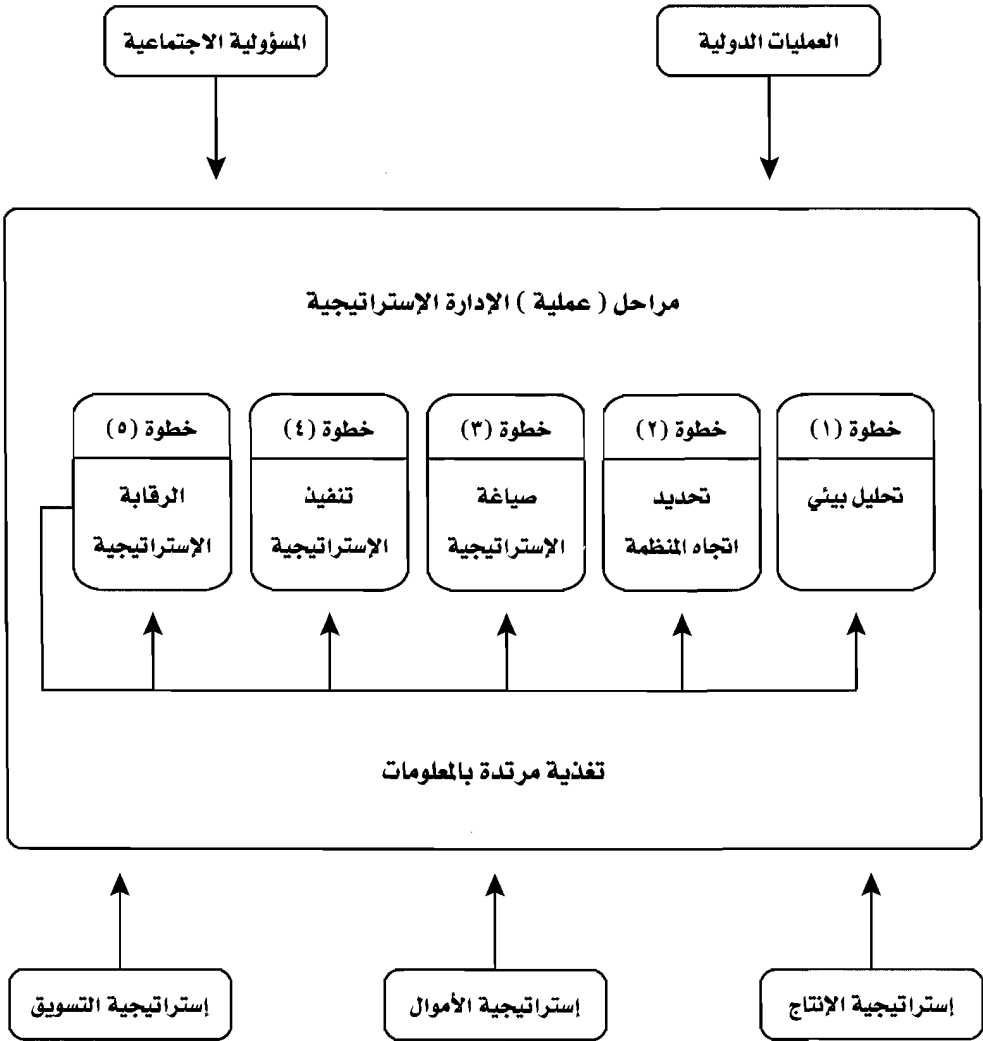 العمليات الدولية
المسؤولية الاجتماعية
مراحل ( عملية ) الإدارة الإستراتيجية
خطوة (١)
تحليل بيئي
خطوة (٢)
تحديد
اتجاه المنظمة
خطوة (٣)
صياغة
الإستراتيجية
خطوة (٤)
تنفيذ
الإستراتيجية
خطوة (٥)
الرقابة
الإستراتيجية
تغذية مرتدة بالمعلومات
إستراتيجية الإنتاج
إستراتيجية الأموال
إستراتيجية التسويق